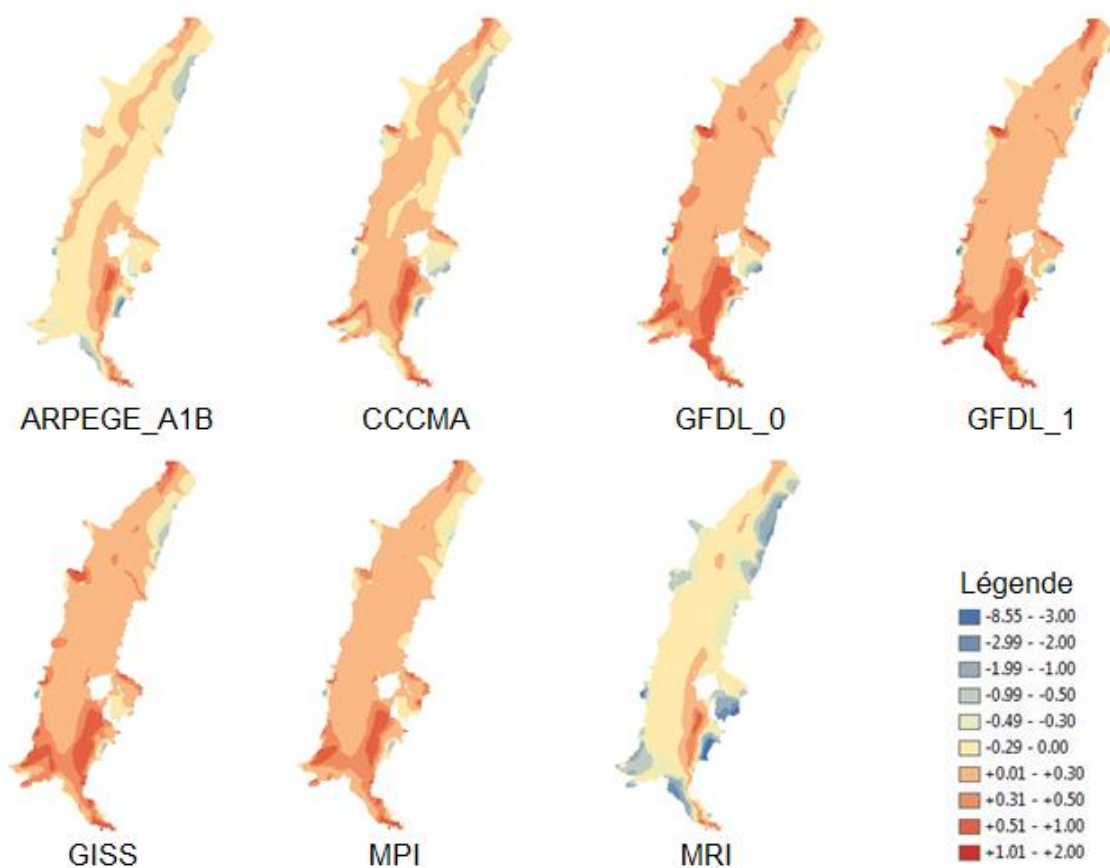 ARPEGE_A1B
CCCMA
GFDL_0
GFDL_1
GISS
MPI
MRI
Légende
-8.55 - -3.00
-2.99 - -2.00
-1.99 - -1.00
-0.99 - -0.50
-0.49 - -0.30
-0.29 - 0.00
+0.01 - +0.30
+0.31 - +0.50
+0.51 - +1.00
+1.01 - +2.00